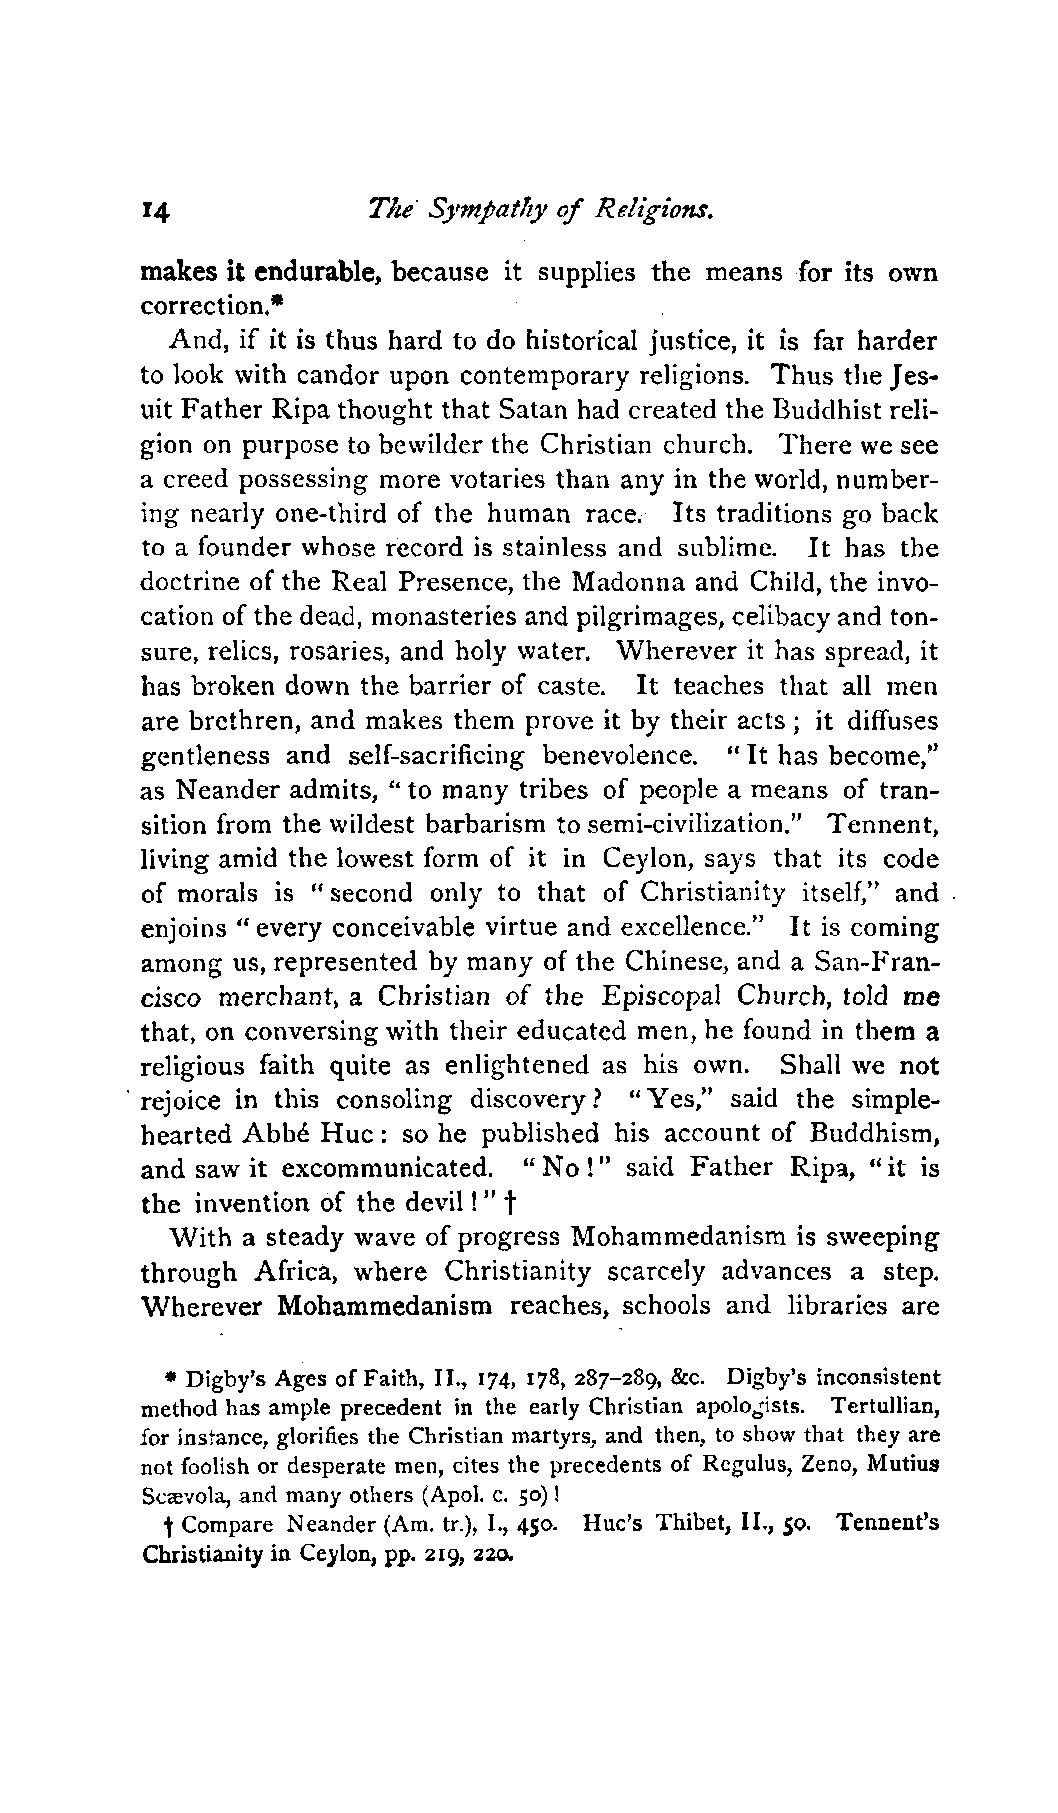 14 The Sympathy of Religions.
makes it endurable, because it supplies the means for its own
correction.*
And, if it is thus hard to do historical justice, it is far harder
to look with candor upon contemporary religions. Thus the Jes-
uit Father Ripa thought that Satan had created the Buddhist reli-
gion on purpose to bewilder the Christian church. There we see
a creed possessing more votaries than any in the world, number-
ing nearly one-third of the human race. Its traditions go back
to a founder whose record is stainless and sublime. It has the
doctrine of the Real Presence, the Madonna and Child, the invo-
cation of the dead, monasteries and pilgrimages, celibacy and ton-
sure, relics, rosaries, and holy water. Wherever it has spread, it
has broken down the barrier of caste. It teaches that all men
are brethren, and makes them prove it by their acts; it diffuses
gentleness and self-sacrificing benevolence. "It has become,"
as Neander admits, "to many tribes of people a means of tran-
sition from the wildest barbarism to semi-civilization." Tennent,
living amid the lowest form of it in Ceylon, says that its code
of morals is "second only to that of Christianity itself," and
enjoins "every conceivable virtue and excellence." It is coming
among us, represented by many of the Chinese, and a San-Fran-
cisco merchant, a Christian of the Episcopal Church, told me
that, on conversing with their educated men, he found in them a
religious faith quite as enlightened as his own. Shall we not
rejoice in this consoling discovery? "Yes," said the simple-
hearted Abbé Huc: so he published his account of Buddhism,
and saw it excommunicated. "No!" said Father Ripa, "it is
the invention of the devil!" †
With a steady wave of progress Mohammedanism is sweeping
through Africa, where Christianity scarcely advances a step.
Wherever Mohammedanism reaches, schools and libraries are
* Digby's Ages of Faith, II., 174, 178, 287-289, &c. Digby's inconsistent
method has ample precedent in the early Christian apologists. Tertullian,
for instance, glorifies the Christian martyrs, and then, to show that they are
not foolish or desperate men, cites the precedents of Regulus, Zeno, Mutius
Scævola, and many others (Apol. c. 50)!
† Compare Neander (Am. tr.), I., 450. Huc's Thibet, II., 50. Tennent's
Christianity in Ceylon, pp. 219, 220.